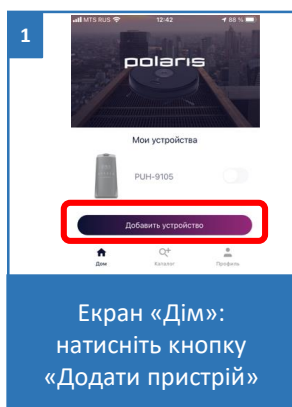 1
MTS RUS 12:42 88 %
polaris
Мои устройства
PUH-9105
Добавить устройство
Дом Каталог Профиль
Екран «Дім»:
натисніть кнопку
«Додати пристрій»